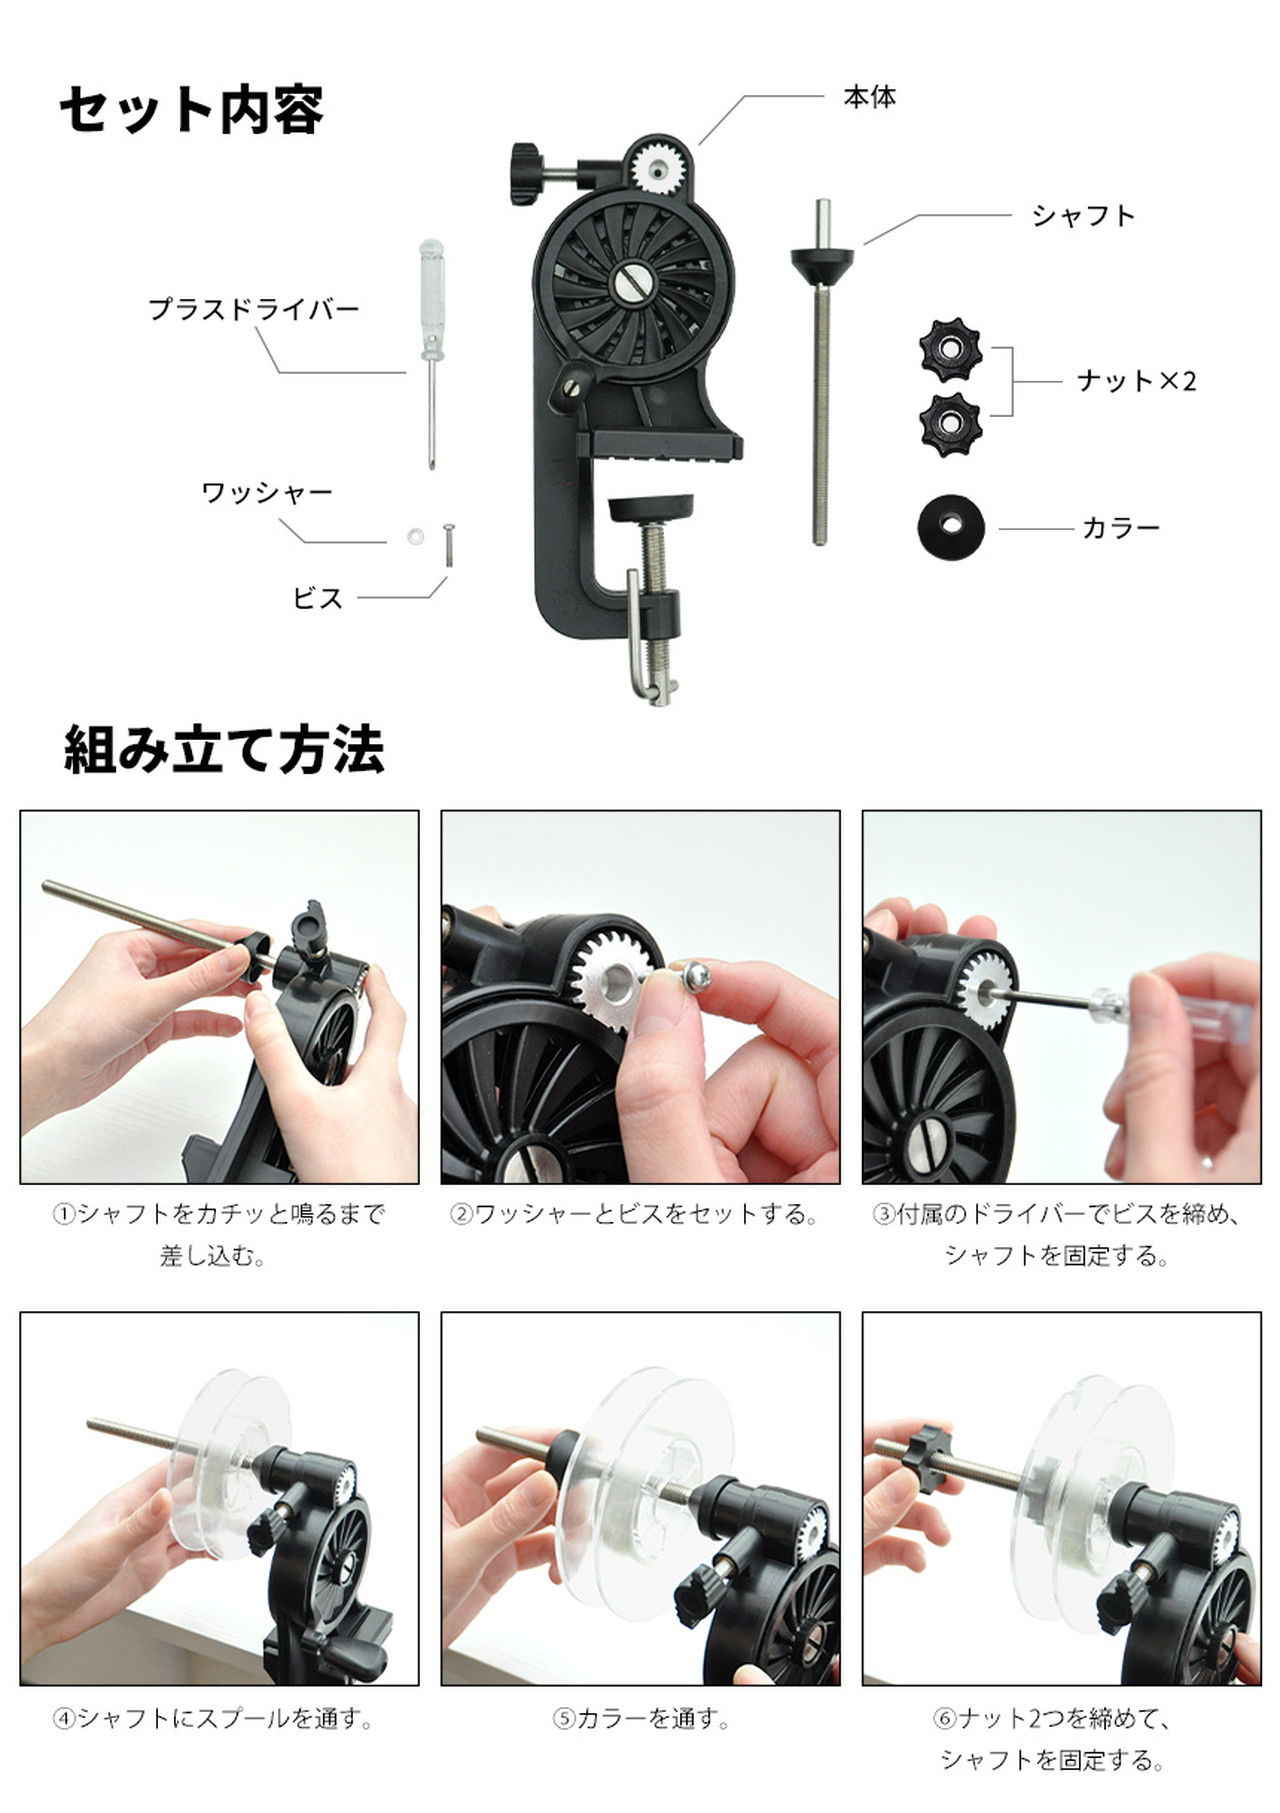 セット内容
本体
シャフト
プラスドライバー
ナット×2
ワッシャー
カラー
ビス
組み立て方法
①シャフトをカチッと鳴るまで
差し込む。
②ワッシャーとビスをセットする。
③付属のドライバーでビスを締め、
シャフトを固定する。
④シャフトにスプールを通す。
⑤カラーを通す。
⑥ナット2つを締めて、
シャフトを固定する。